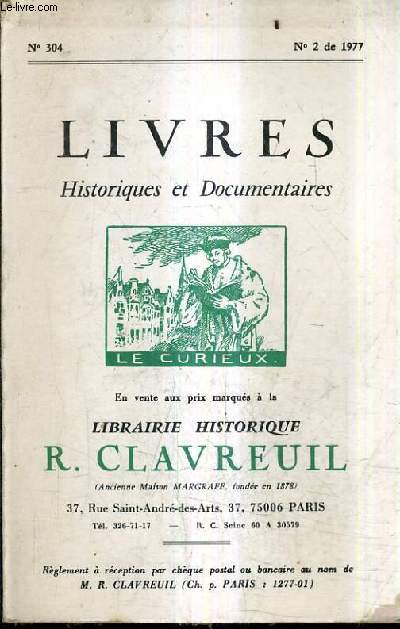 le-livre.com
Nº 304 Nº 2 de 1977
LIVRES
Historiques et Documentaires
LE CURIEUX.
En vente aux prix marqués à la
LIBRAIRIE HISTORIQUE
R. CLAVREUIL
(Ancienne Maison MARGRAFF, fondée en 1878)
37, Rue Saint-André-des-Arts, 37, 75006 PARIS
Tél. 326-71-17 — R. C. Seine 60 A 30579
Règlement à réception par chèque postal ou bancaire au nom de
M. R. CLAVREUIL (Ch. p. PARIS : 1277-01)